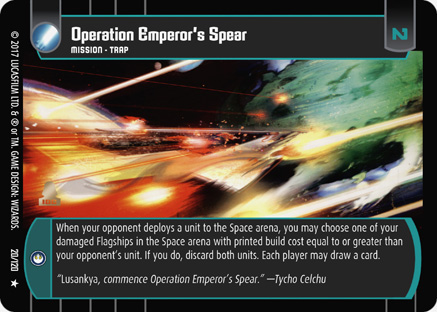 Operation Emperor's Spear
MISSION · TRAP
N
When your opponent deploys a unit to the Space arena, you may choose one of your
damaged Flagships in the Space arena with printed build cost equal to or greater than
your opponent's unit. If you do, discard both units. Each player may draw a card.
"Lusankya, commence Operation Emperor's Spear." —Tycho Celchu
© 2017 LUCASFILM LTD. & ® or TM. GAME DESIGN: WIZARDS.
20/120 ★